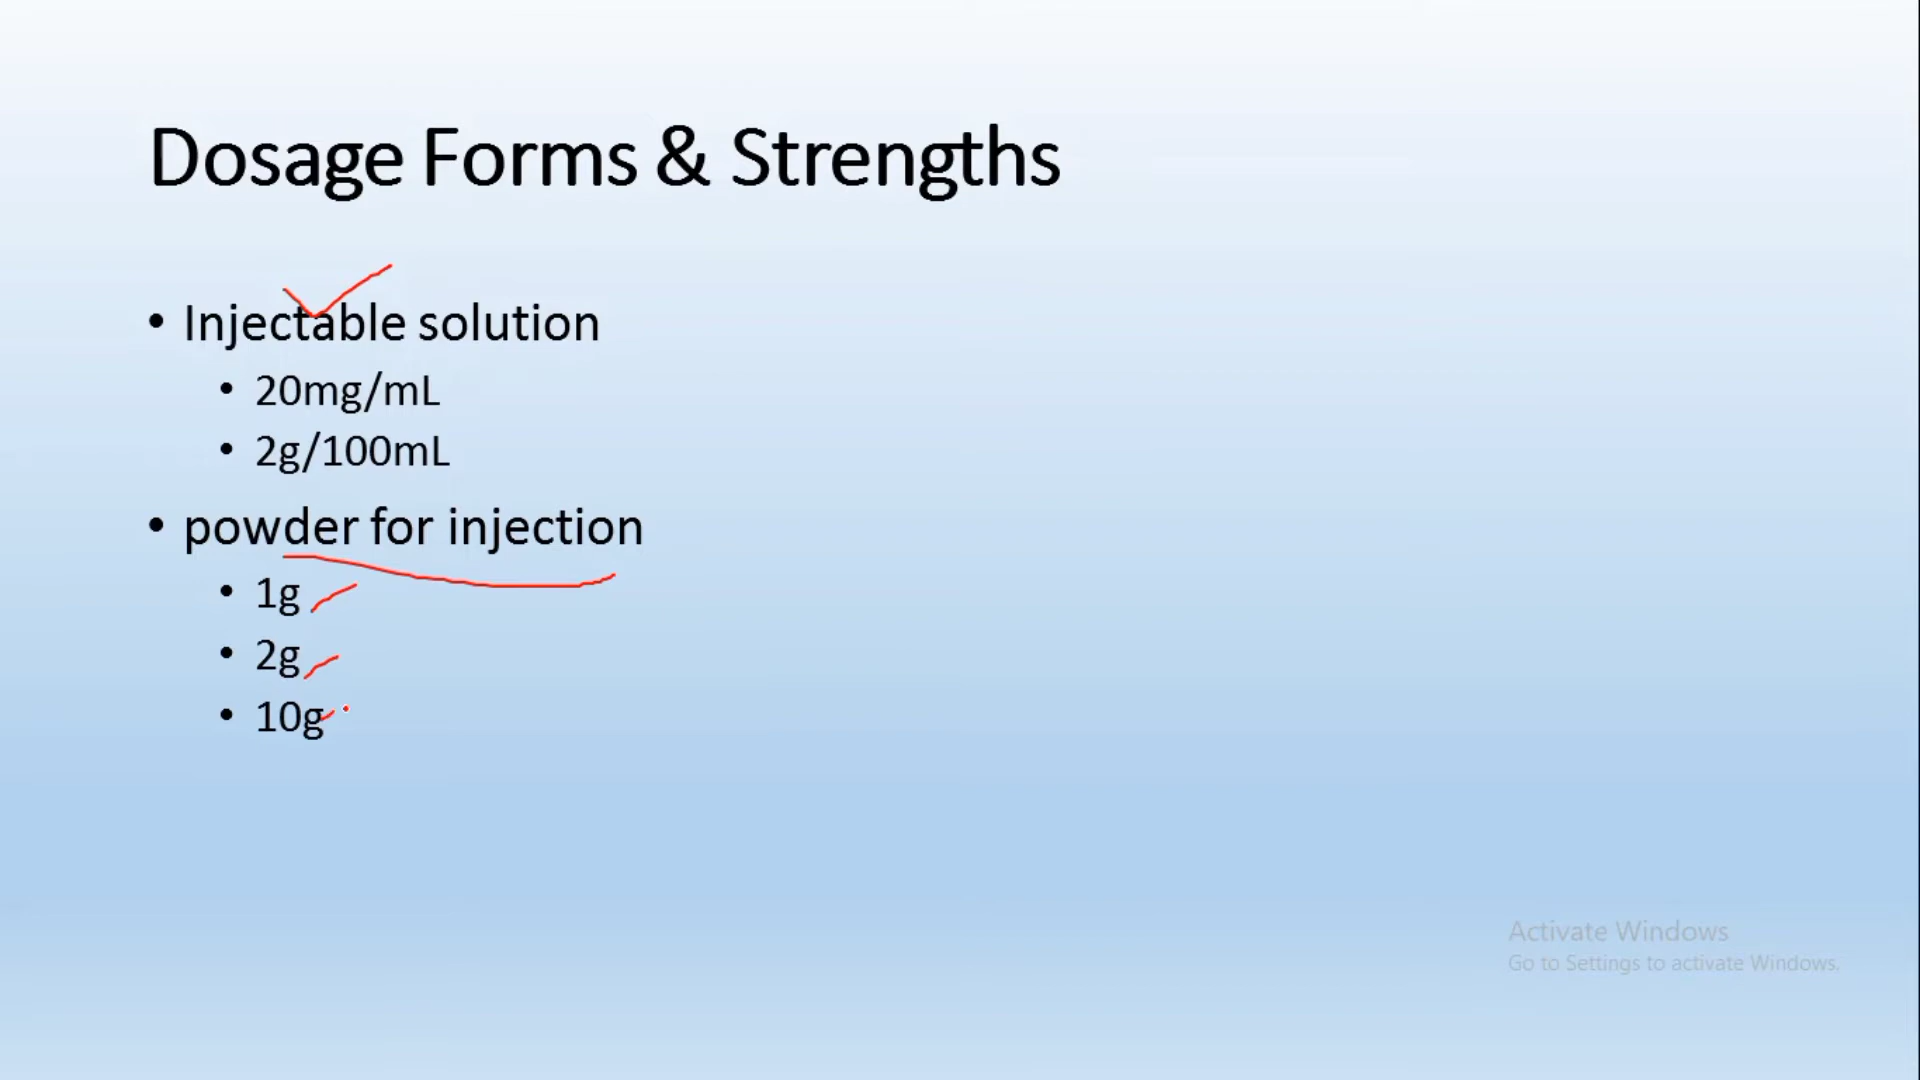 Dosage Forms & Strengths
• Injectable solution
• 20mg/mL
• 2g/100mL
• powder for injection
• 1g
• 2g
• 10g
Activate Windows
Go to Settings to activate Windows.